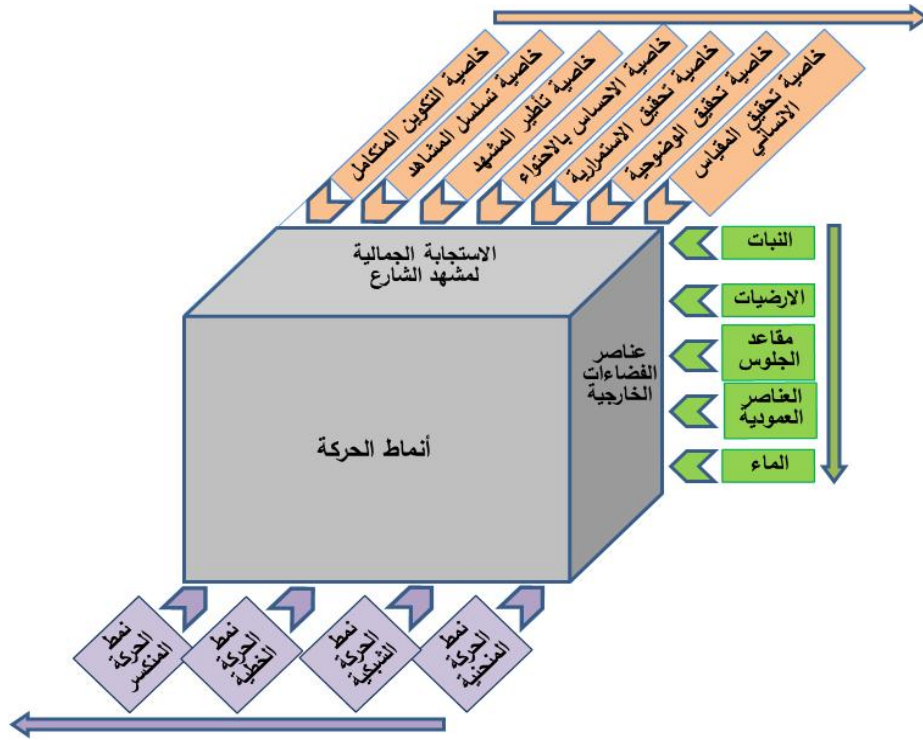 خاصية التكوين المتكامل
خاصية تسلسل المشاهد
خاصية تأطير المشهد
خاصية الاحساس بالاحتواء
خاصية تحقيق الاستمرارية
خاصية تحقيق الوضوحية
خاصية تحقيق المقياس
الانساني
الاستجابة الجمالية
لمشهد الشارع
عناصر
الفضاءات
الخارجية
أنماط الحركة
النبات
الارضيات
مقاعد
الجلوس
العناصر
العمودية
الماء
نمط
الحركة
المنحنية
نمط
الحركة
الشبكية
نمط
الحركة
الخطية
نمط
الحركة
المنكسر